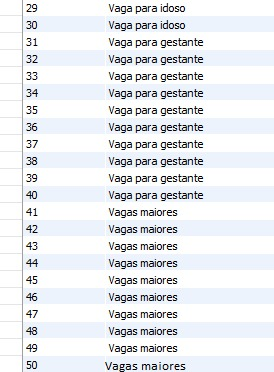 29 Vaga para idoso
30 Vaga para idoso
31 Vaga para gestante
32 Vaga para gestante
33 Vaga para gestante
34 Vaga para gestante
35 Vaga para gestante
36 Vaga para gestante
37 Vaga para gestante
38 Vaga para gestante
39 Vaga para gestante
40 Vaga para gestante
41 Vagas maiores
42 Vagas maiores
43 Vagas maiores
44 Vagas maiores
45 Vagas maiores
46 Vagas maiores
47 Vagas maiores
48 Vagas maiores
49 Vagas maiores
50 Vagas maiores